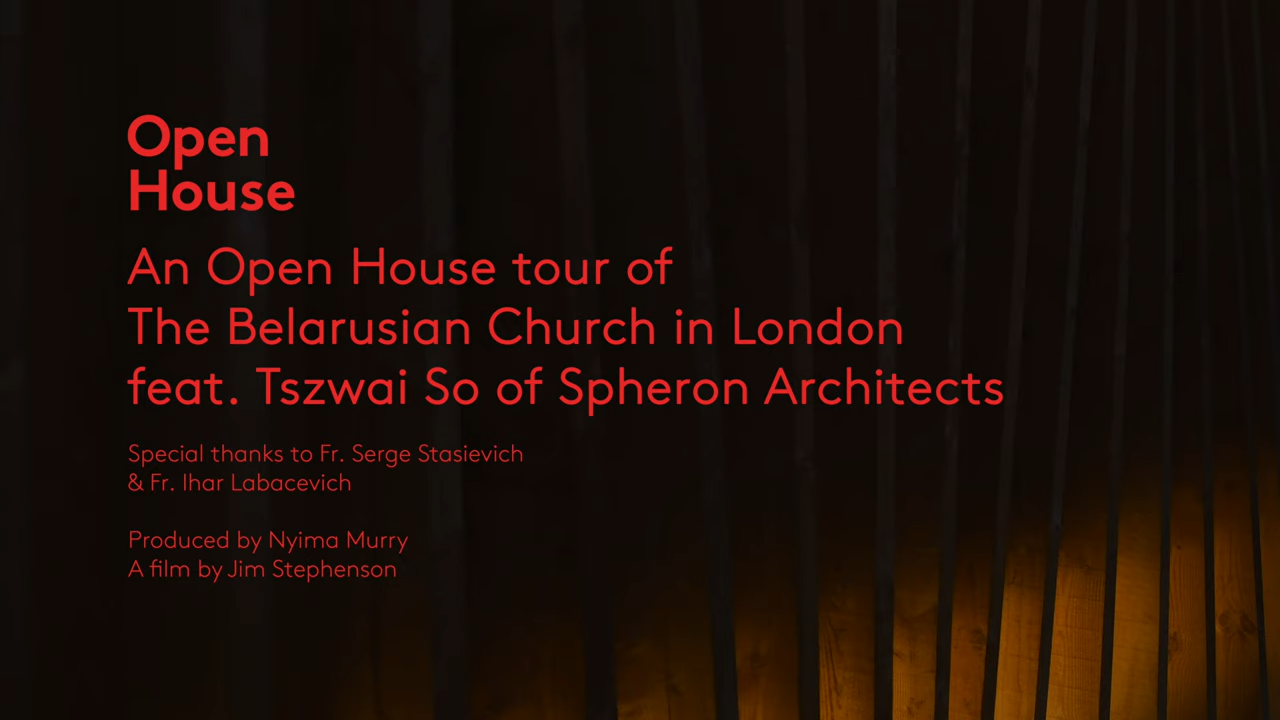 Open
House
An Open House tour of
The Belarusian Church in London
feat. Tszwai So of Spheron Architects
Special thanks to Fr. Serge Stasievich
& Fr. Ihar Labacevich
Produced by Nyima Murry
A film by Jim Stephenson